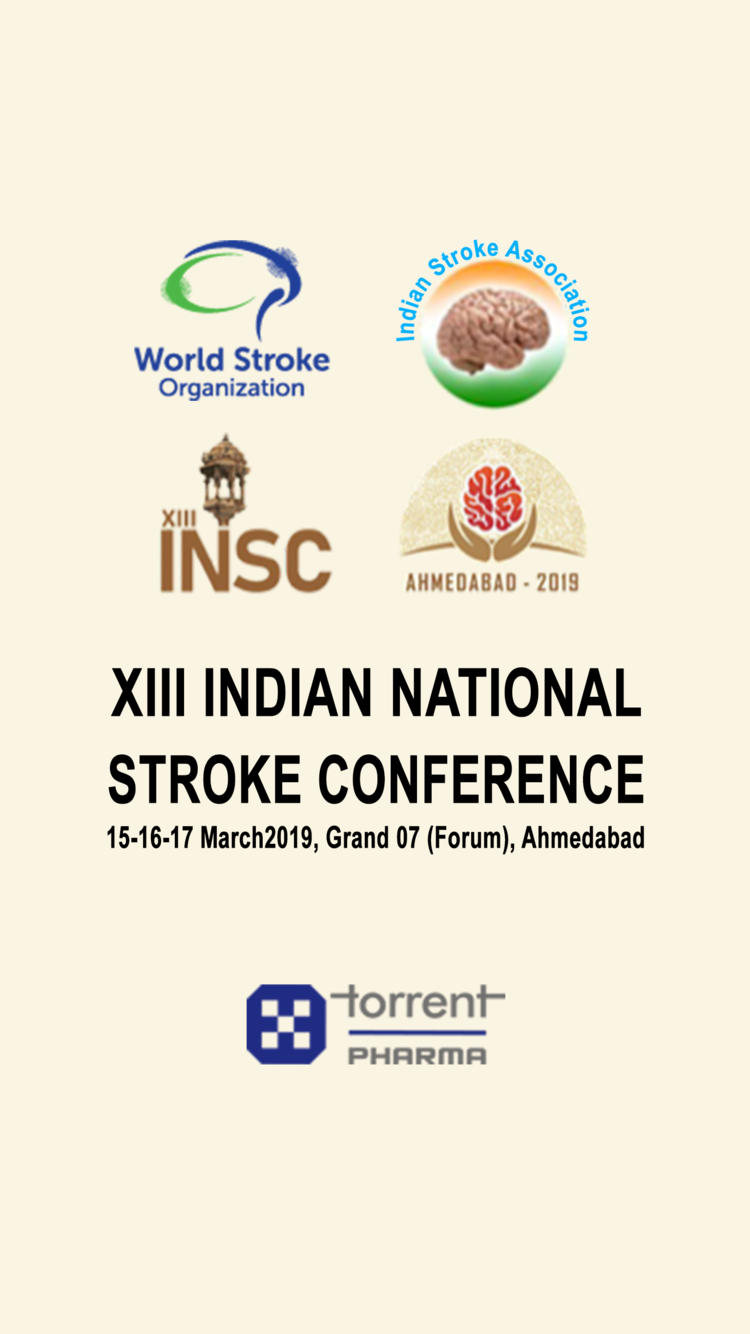 World Stroke
Organization
Indian Stroke Association
XIII
INSC
AHMEDABAD - 2019
XIII INDIAN NATIONAL
STROKE CONFERENCE
15-16-17 March2019, Grand 07 (Forum), Ahmedabad
torrent
PHARMA